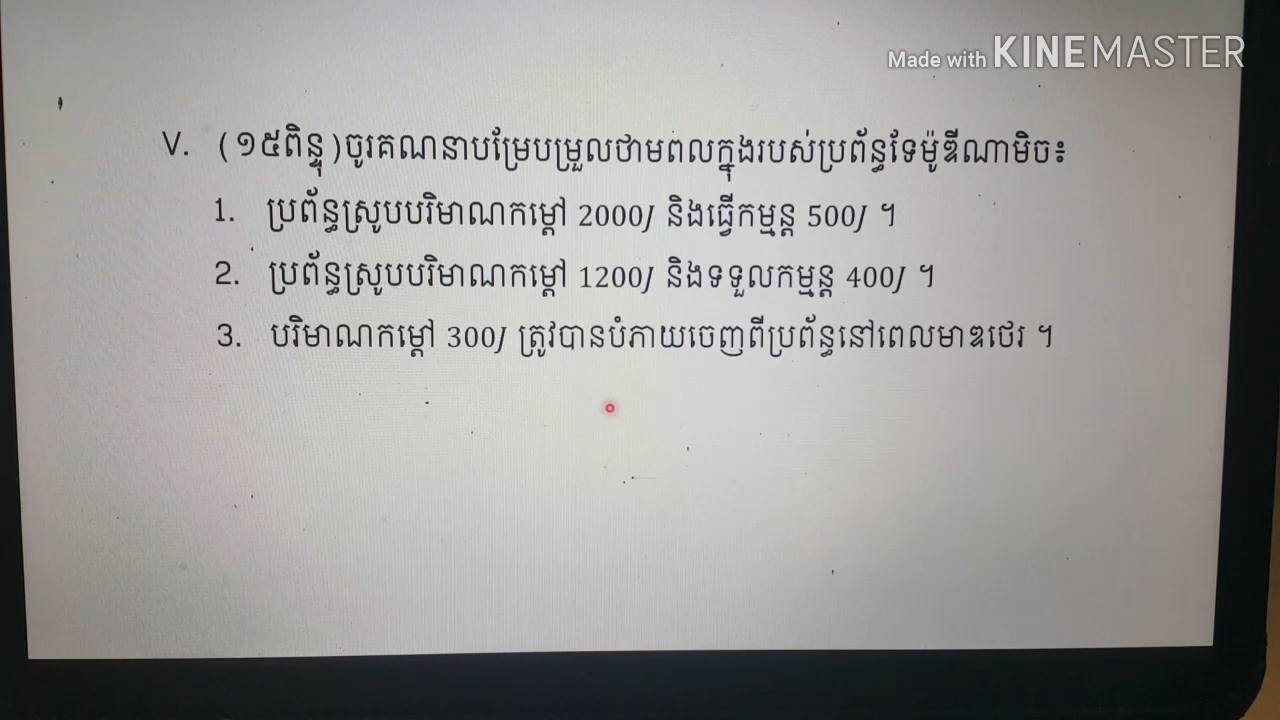 Made with KINEMASTER
V. (១៥ពិន្ទុ)ចូរគណនាបម្រែបម្រួលថាមពលក្នុងរបស់ប្រព័ន្ធទែម៉ូឌីណាមិច៖
1. ប្រព័ន្ធស្រូបបរិមាណកម្ដៅ 2000J និងធ្វើកម្មន្ត 500J ។
2. ប្រព័ន្ធស្រូបបរិមាណកម្ដៅ 1200J និងទទួលកម្មន្ត 400J ។
3. បរិមាណកម្ដៅ 300J ត្រូវបានបំភាយចេញពីប្រព័ន្ធនៅពេលមាឌថេរ ។